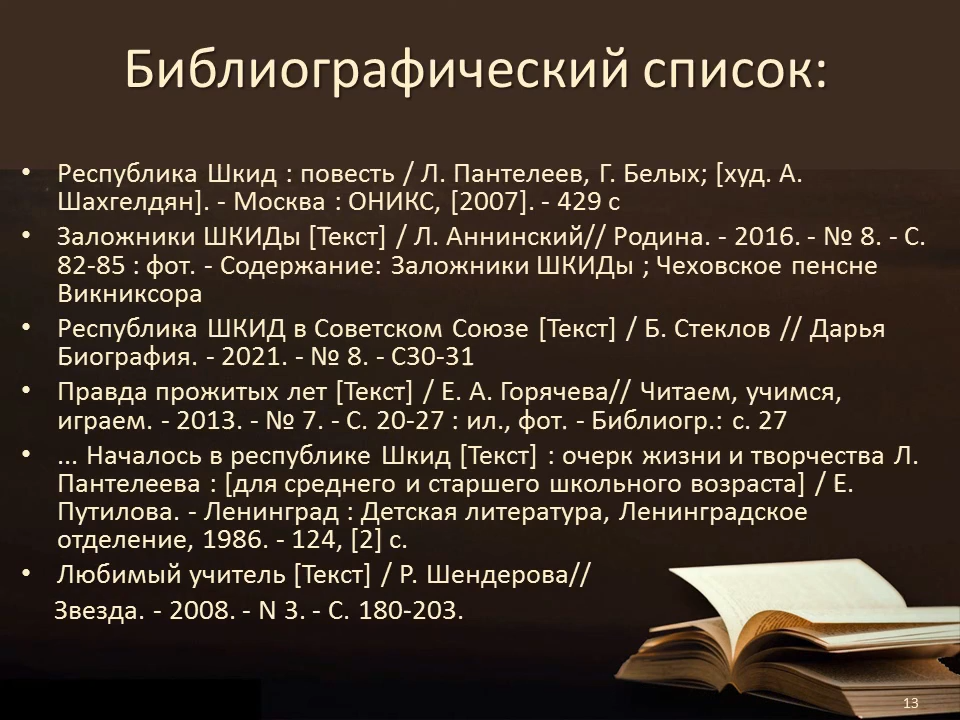 Библиографический список:
• Республика Шкид : повесть / Л. Пантелеев, Г. Белых; [худ. А.
Шахгелдян]. - Москва : ОНИКС, [2007]. - 429 с
• Заложники ШКИДы [Текст] / Л. Аннинский// Родина. - 2016. - № 8. - С.
82-85 : фот. - Содержание: Заложники ШКИДы ; Чеховское пенсне
Викниксора
• Республика ШКИД в Советском Союзе [Текст] / Б. Стеклов // Дарья
Биография. - 2021. - № 8. - С30-31
• Правда прожитых лет [Текст] / Е. А. Горячева// Читаем, учимся,
играем. - 2013. - № 7. - С. 20-27 : ил., фот. - Библиогр.: с. 27
• ... Началось в республике Шкид [Текст] : очерк жизни и творчества Л.
Пантелеева : [для среднего и старшего школьного возраста] / Е.
Путилова. - Ленинград : Детская литература, Ленинградское
отделение, 1986. - 124, [2] с.
• Любимый учитель [Текст] / Р. Шендерова//
Звезда. - 2008. - N 3. - С. 180-203.
13